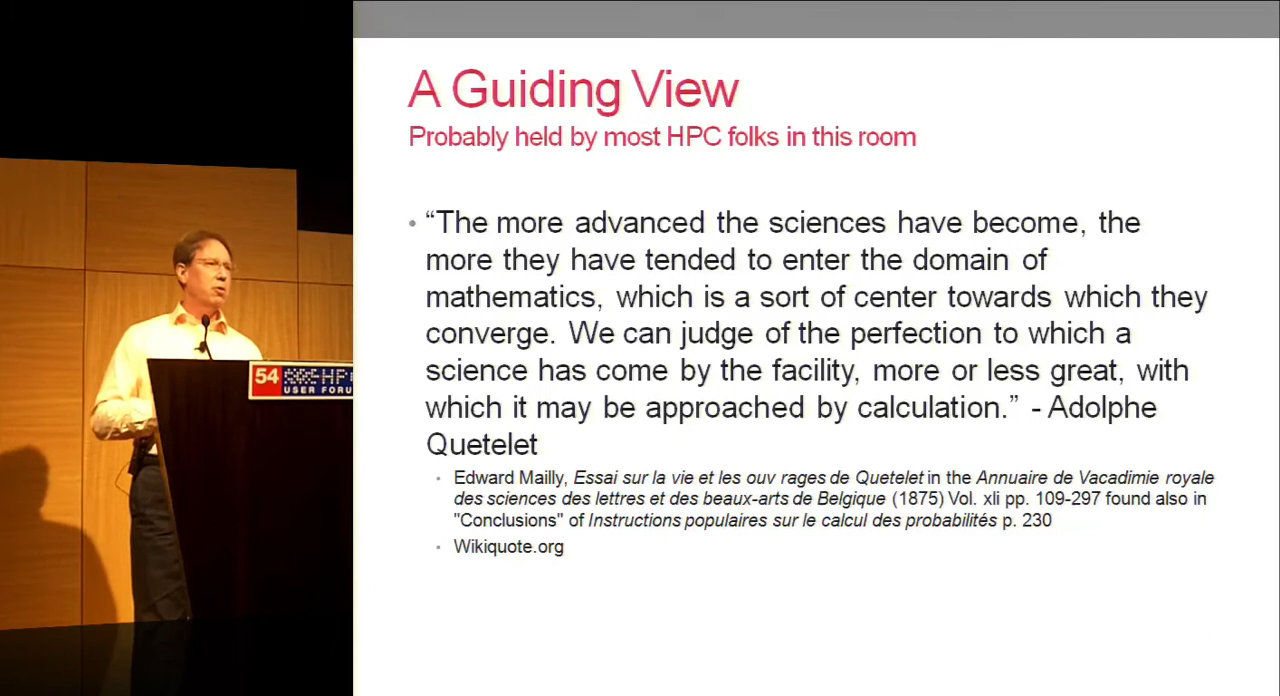 A Guiding View
Probably held by most HPC folks in this room
• “The more advanced the sciences have become, the
more they have tended to enter the domain of
mathematics, which is a sort of center towards which they
converge. We can judge of the perfection to which a
science has come by the facility, more or less great, with
which it may be approached by calculation.” - Adolphe
Quetelet
• Edward Mailly, Essai sur la vie et les ouv rages de Quetelet in the Annuaire de Vacadimie royale
des sciences des lettres et des beaux-arts de Belgique (1875) Vol. xli pp. 109-297 found also in
"Conclusions" of Instructions populaires sur le calcul des probabilités p. 230
• Wikiquote.org
54
HP
USER FORU